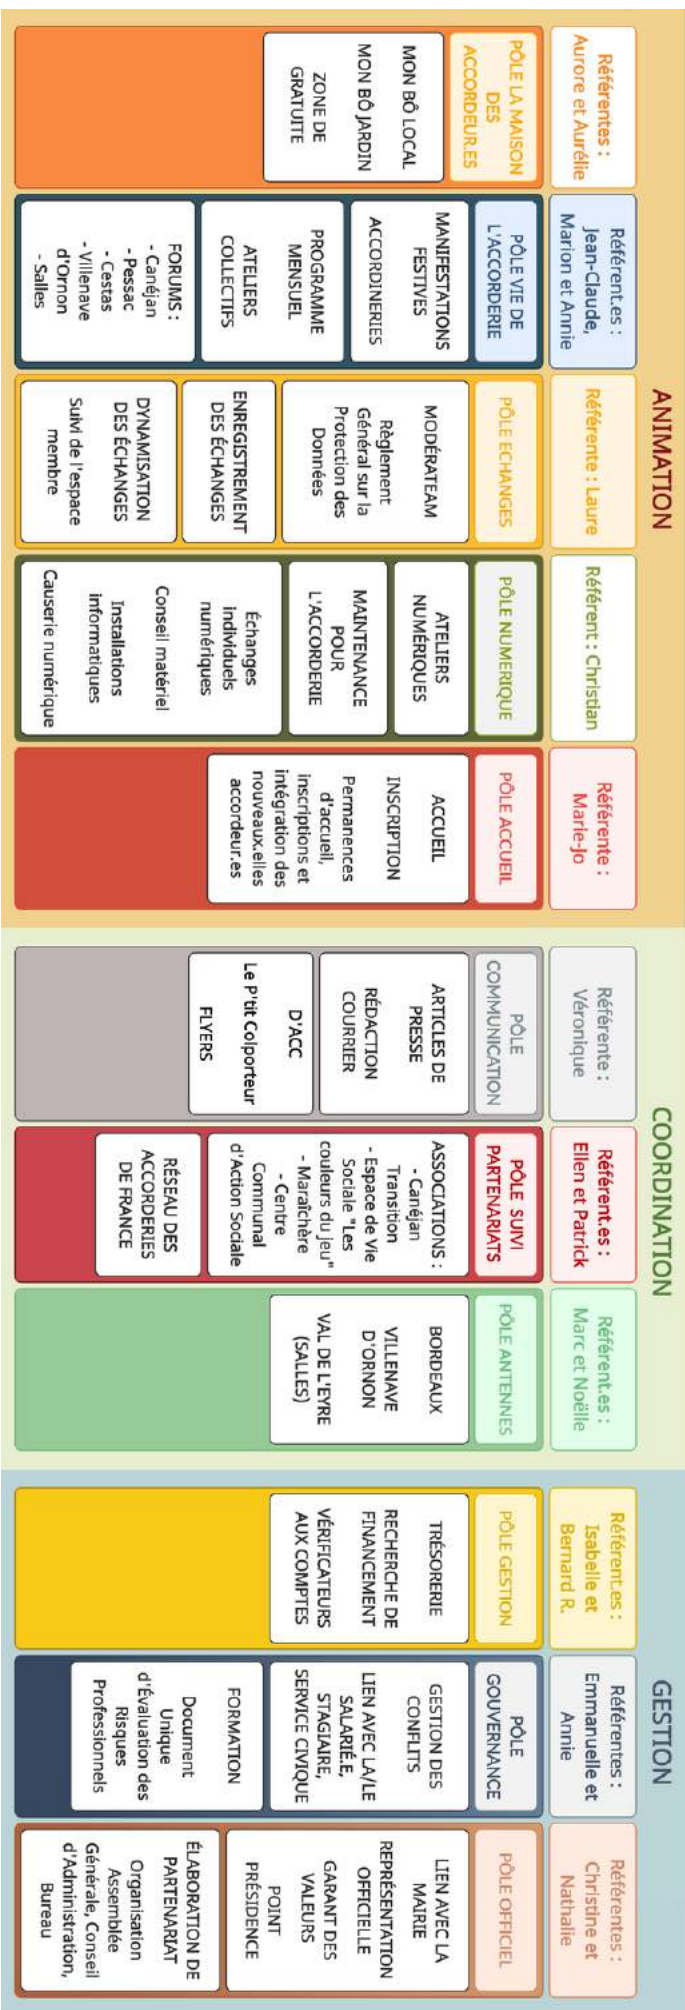 ANIMATION
Référentes :
Aurore et Aurélie
PÔLE LA MAISON
DES
ACCORDEUR.ES
MON BÔ LOCAL
MON BÔ JARDIN
ZONE DE
GRATUITE
Référent.es :
Jean-Claude,
Marion et Annie
PÔLE VIE DE
L'ACCORDERIE
MANIFESTATIONS
FESTIVES
ACCORDINERIES
PROGRAMME
MENSUEL
ATELIERS
COLLECTIFS
FORUMS :
- Canéjan
- Pessac
- Cestas
- Villenave
d'Ornon
- Salles
Référente : Laure
PÔLE ECHANGES
MODÉRATEAM
Règlement
Général sur la
Protection des
Données
ENREGISTREMENT
DES ÉCHANGES
DYNAMISATION
DES ÉCHANGES
Suivi de l'espace
membre
Référent : Christian
PÔLE NUMERIQUE
ATELIERS
NUMÉRIQUES
MAINTENANCE
POUR
L'ACCORDERIE
Échanges
individuels
numériques
Conseil matériel
Installations
informatiques
Causerie numérique
Référente :
Marie-Jo
PÔLE ACCUEIL
ACCUEIL
INSCRIPTION
Permanences
d'accueil,
inscriptions et
intégration des
nouveaux.elles
accordeur.es
COORDINATION
Référente :
Véronique
PÔLE
COMMUNICATION
ARTICLES DE
PRESSE
RÉDACTION
COURRIER
D'ACC
Le P'tit Colporteur
FLYERS
Référent.es :
Ellen et Patrick
PÔLE SUIVI
PARTENARIATS
ASSOCIATIONS :
- Canéjan
Transition
- Espace de Vie
Sociale "Les
couleurs du jeu"
- Maraîchère
- Centre
Communal
d'Action Sociale
RÉSEAU DES
ACCORDERIES
DE FRANCE
Référent.es :
Marc et Noëlle
PÔLE ANTENNES
BORDEAUX
VILLENAVE
D'ORNON
VAL DE L'EYRE
(SALLES)
GESTION
Référent.es :
Isabelle et
Bernard R.
PÔLE GESTION
TRÉSORERIE
RECHERCHE DE
FINANCEMENT
VÉRIFICATEURS
AUX COMPTES
Référentes :
Emmanuelle et
Annie
PÔLE
GOUVERNANCE
GESTION DES
CONFLITS
LIEN AVEC LA/LE
SALARIÉ.E,
STAGIAIRE,
SERVICE CIVIQUE
FORMATION
Document
Unique
d'Évaluation des
Risques
Professionnels
Référentes :
Christine et
Nathalie
PÔLE OFFICIEL
LIEN AVEC LA
MAIRIE
REPRÉSENTATION
OFFICIELLE
GARANT DES
VALEURS
POINT
PRÉSIDENCE
ÉLABORATION DE
PARTENARIAT
Organisation
Assemblée
Générale, Conseil
d'Administration,
Bureau